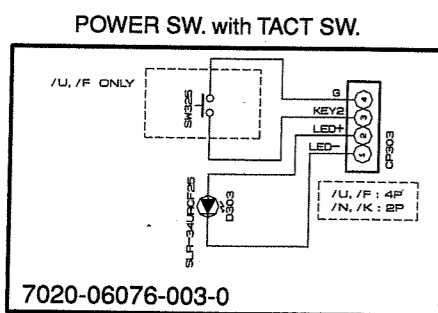 POWER SW. with TACT SW.
/U, /F ONLY
SW325
G
KEY2
LED+
LED-
4
3
2
1
CP303
SLR-34URCF25
D303
/U, /F : 4P
/N, /K : 2P
7020-06076-003-0